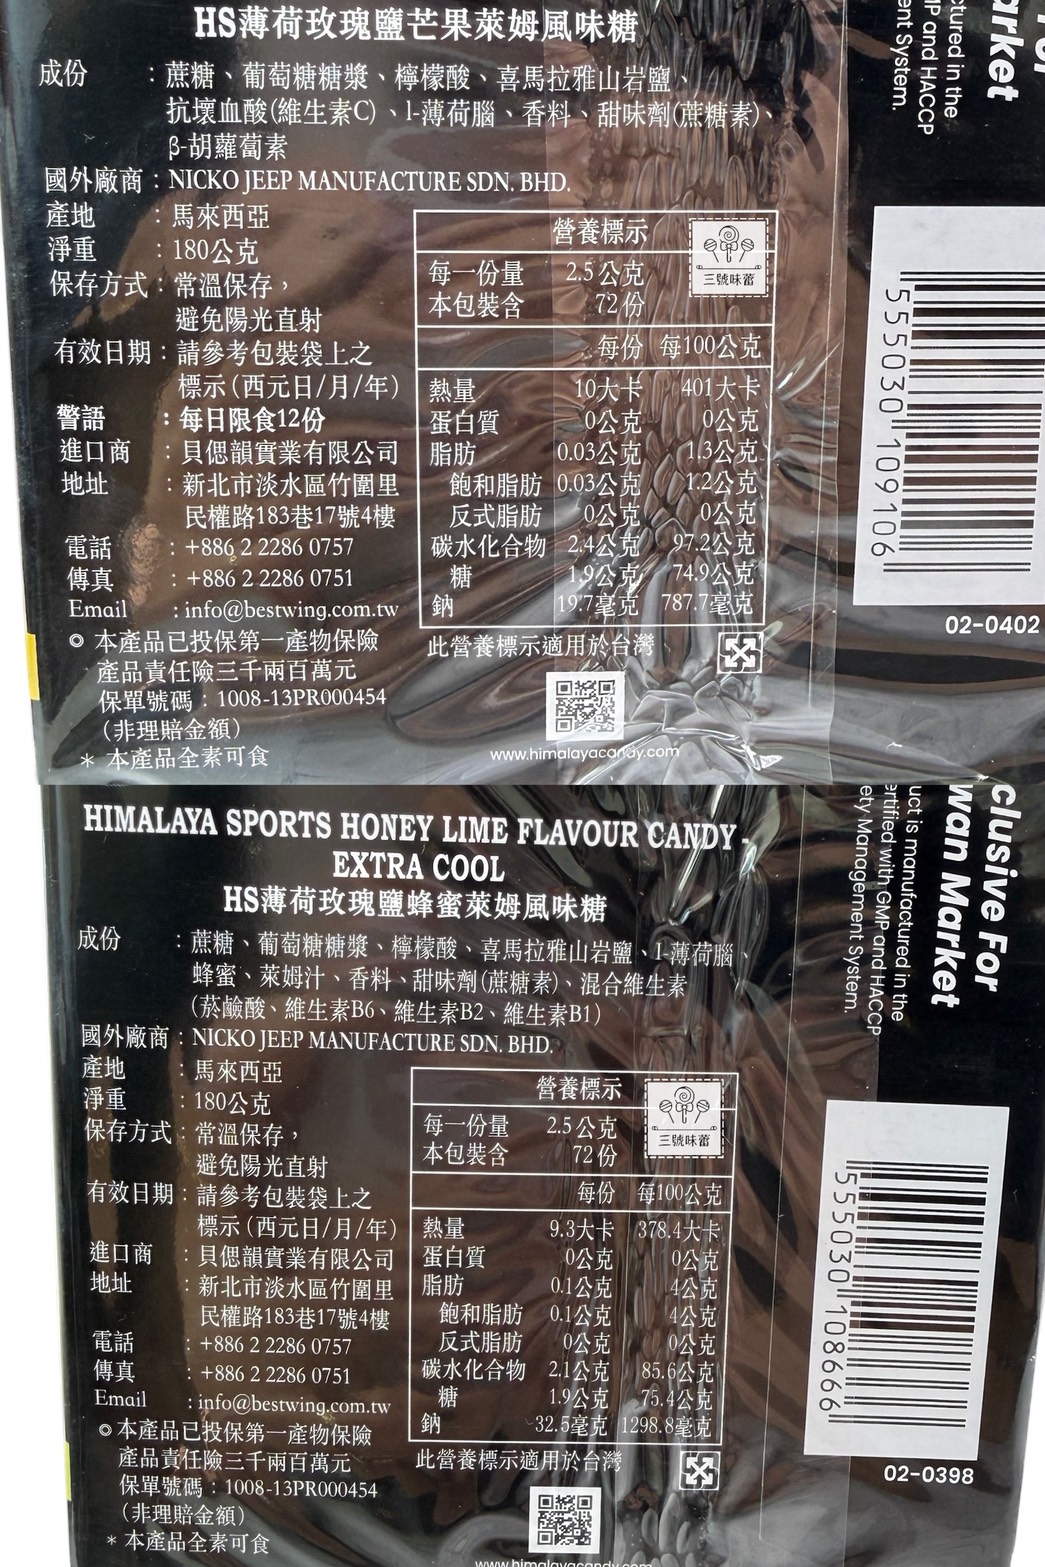 HS薄荷玫瑰鹽芒果萊姆風味糖
成份 : 蔗糖、葡萄糖糖漿、檸檬酸、喜馬拉雅山岩鹽、
抗壞血酸(維生素C)、l-薄荷腦、香料、甜味劑(蔗糖素)、
β-胡蘿蔔素
國外廠商 : NICKO JEEP MANUFACTURE SDN. BHD.
產地 : 馬來西亞
淨重 : 180公克
保存方式 : 常溫保存，
避免陽光直射
有效日期 : 請參考包裝袋上之
標示(西元日/月/年)
警語 : 每日限食12份
進口商 : 貝偲韻實業有限公司
地址 : 新北市淡水區竹圍里
民權路183巷17號4樓
電話 : +886 2 2286 0757
傳真 : +886 2 2286 0751
Email : info@bestwing.com.tw
◎ 本產品已投保第一產物保險
產品責任險三千兩百萬元
保單號碼 : 1008-13PR000454
(非理賠金額)
* 本產品全素可食
營養標示
三號味蕾
每一份量 2.5公克
本包裝含 72份
每份 每100公克
熱量 10大卡 401大卡
蛋白質 0公克 0公克
脂肪 0.03公克 1.3公克
飽和脂肪 0.03公克 1.2公克
反式脂肪 0公克 0公克
碳水化合物 2.4公克 97.2公克
糖 1.9公克 74.9公克
鈉 19.7毫克 787.7毫克
此營養標示適用於台灣
www.himalayacandy.com
arket
ctured in the
P and HACCP
ent System.
5550301109106
02-0402
HIMALAYA SPORTS HONEY LIME FLAVOUR CANDY-
EXTRA COOL
HS薄荷玫瑰鹽蜂蜜萊姆風味糖
成份 : 蔗糖、葡萄糖糖漿、檸檬酸、喜馬拉雅山岩鹽、l-薄荷腦、
蜂蜜、萊姆汁、香料、甜味劑(蔗糖素)、混合維生素
(菸鹼酸、維生素B6、維生素B2、維生素B1)
國外廠商 : NICKO JEEP MANUFACTURE SDN. BHD.
產地 : 馬來西亞
淨重 : 180公克
保存方式 : 常溫保存，
避免陽光直射
有效日期 : 請參考包裝袋上之
標示(西元日/月/年)
進口商 : 貝偲韻實業有限公司
地址 : 新北市淡水區竹圍里
民權路183巷17號4樓
電話 : +886 2 2286 0757
傳真 : +886 2 2286 0751
Email : info@bestwing.com.tw
◎ 本產品已投保第一產物保險
產品責任險三千兩百萬元
保單號碼 : 1008-13PR000454
(非理賠金額)
* 本產品全素可食
營養標示
三號味蕾
每一份量 2.5公克
本包裝含 72份
每份 每100公克
熱量 9.3大卡 378.4大卡
蛋白質 0公克 0公克
脂肪 0.1公克 4公克
飽和脂肪 0.1公克 4公克
反式脂肪 0公克 0公克
碳水化合物 2.1公克 85.6公克
糖 1.9公克 75.4公克
鈉 32.5毫克 1298.8毫克
此營養標示適用於台灣
www.himalayacandy.com
clusive For
wan Market
uct is manufactured in the
ertified with GMP and HACCP
ety Management System.
5550301108666
02-0398